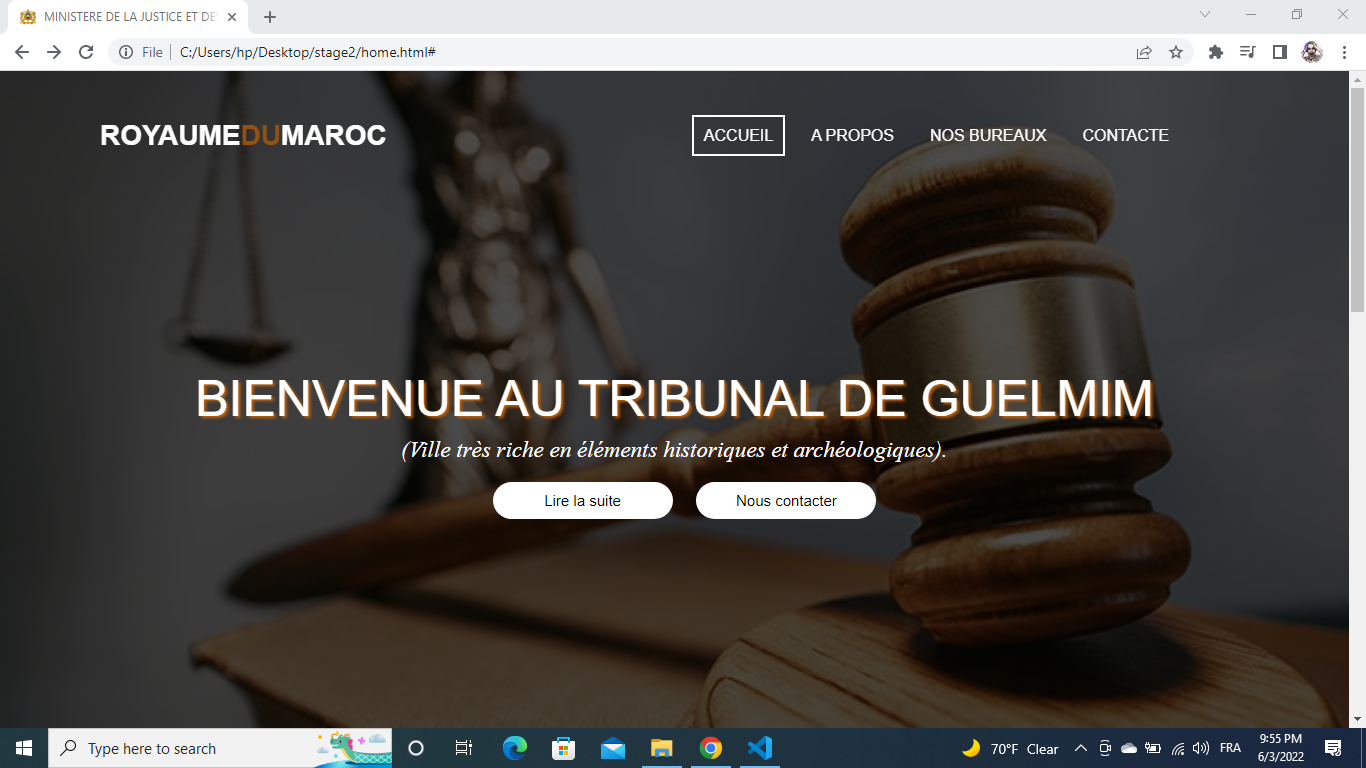 MINISTERE DE LA JUSTICE ET DES
File
C:/Users/hp/Desktop/stage2/home.html#
ROYAUMEDUMAROC
ACCUEIL
A PROPOS
NOS BUREAUX
CONTACTE
BIENVENUE AU TRIBUNAL DE GUELMIM
(Ville très riche en éléments historiques et archéologiques).
Lire la suite
Nous contacter
Type here to search
70°F Clear
FRA
9:55 PM
6/3/2022